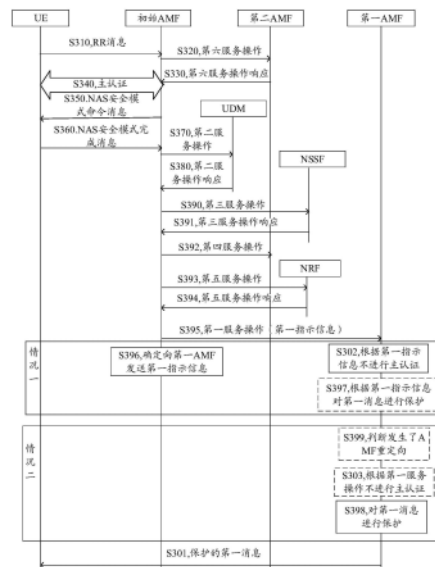 UE
初始AMF
第二AMF
第一AMF
S310,RR消息
S320,第六服务操作
S330,第六服务操作响应
S340,主认证
S350.NAS安全模
式命令消息
UDM
S360.NAS安全模式完
成消息
S370,第二服务
操作
S380,第二服
务操作响应
NSSF
S390,第三服务操作
S391,第三服务操作响应
S392,第四服务操作
NRF
S393,第五服务操作
S394,第五服务操作响应
S395,第一服务操作（第一指示信息）
情况一
S396,确定向第一AMF
发送第一指示信息
S302,根据第一指示
信息不进行主认证
S397,根据第一指示信息
对第一消息进行保护
情况二
S399,判断发生了A
MF重定向
S303,根据第一服务
操作不进行主认证
S398,对第一消息
进行保护
S301,保护的第一消息